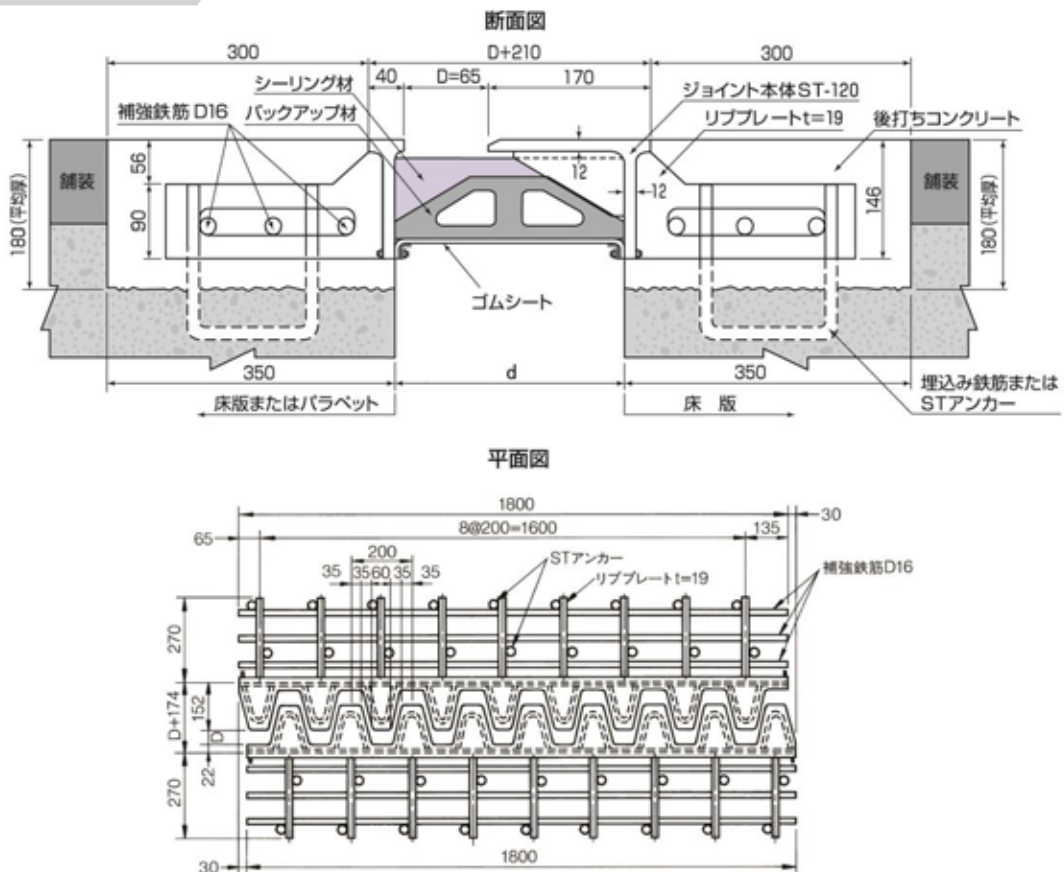 断面図
300
D+210
300
40
D=65
170
シーリング材
ジョイント本体ST-120
補強鉄筋 D16
バックアップ材
リブプレートt=19
後打ちコンクリート
舗装
56
90
180(平均厚)
12
12
146
舗装
180(平均厚)
ゴムシート
350
d
350
埋込み鉄筋または
STアンカー
床版またはパラペット
床 版
平面図
1800
30
65
8@200=1600
135
200
STアンカー
35
35
60
35
35
リブプレートt=19
補強鉄筋D16
270
D+174
152
D
22
270
1800
30